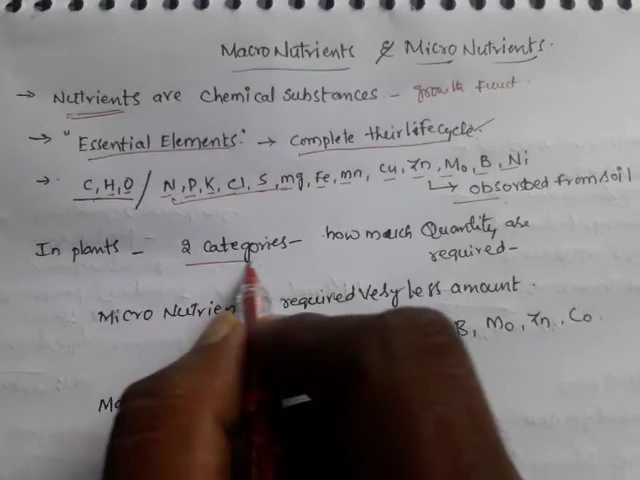 Macro Nutrients & Micro Nutrients.
→ Nutrients are Chemical Substances - growth funct.
→ "Essential Elements." → Complete their life cycle.
→ C, H, O / N, P, K, Cl, S, mg, Fe, mn, Cu, Zn, Mo, B, Ni
↳ obsorbed from soil
In plants - 2 categories - how much Quantity are required -
Micro Nutrien required Very less amount.
B, Mo, Zn, Co.